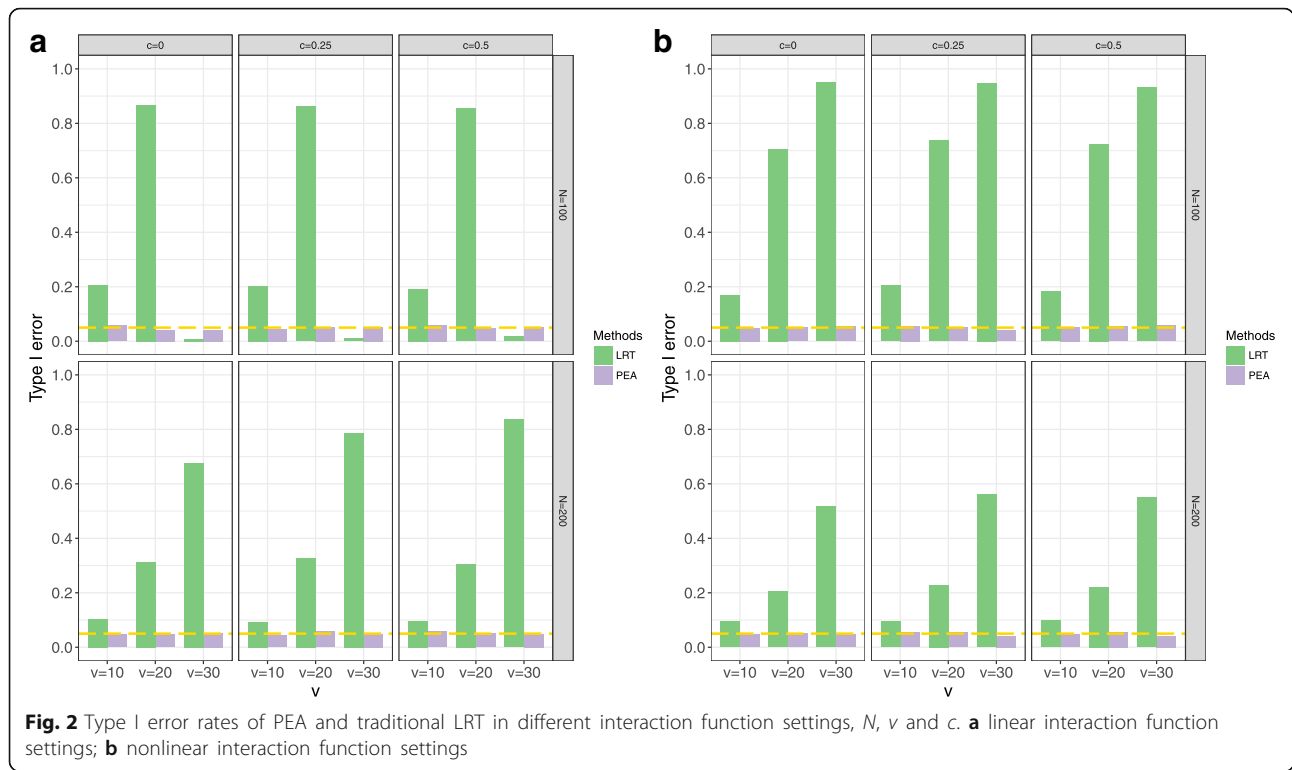 a
c=0
c=0.25
c=0.5
1.0
0.8
0.6
0.4
0.2
0.0
N=100
1.0
0.8
0.6
0.4
0.2
0.0
N=200
Type I error
v=10 v=20 v=30
v=10 v=20 v=30
v=10 v=20 v=30
v
Methods
LRT
PEA
b
c=0
c=0.25
c=0.5
1.0
0.8
0.6
0.4
0.2
0.0
N=100
1.0
0.8
0.6
0.4
0.2
0.0
N=200
Type I error
v=10 v=20 v=30
v=10 v=20 v=30
v=10 v=20 v=30
v
Methods
LRT
PEA
Fig. 2 Type I error rates of PEA and traditional LRT in different interaction function settings, N, v and c. a linear interaction function
settings; b nonlinear interaction function settings